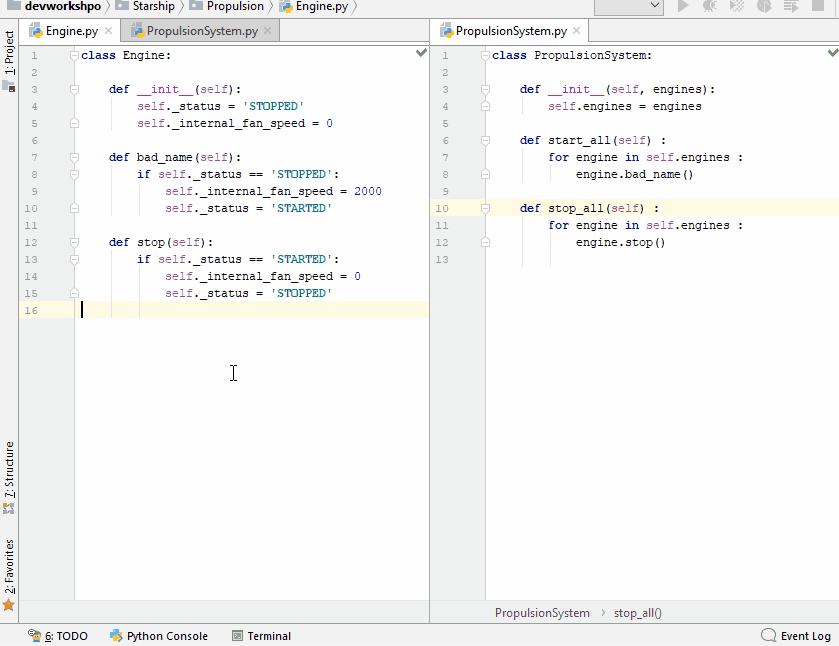 devworkshpo Starship Propulsion Engine.py
Engine.py PropulsionSystem.py
1 class Engine:
2
3 def __init__(self):
4 self._status = 'STOPPED'
5 self._internal_fan_speed = 0
6
7 def bad_name(self):
8 if self._status == 'STOPPED':
9 self._internal_fan_speed = 2000
10 self._status = 'STARTED'
11
12 def stop(self):
13 if self._status == 'STARTED':
14 self._internal_fan_speed = 0
15 self._status = 'STOPPED'
16
PropulsionSystem.py
1 class PropulsionSystem:
2
3 def __init__(self, engines):
4 self.engines = engines
5
6 def start_all(self) :
7 for engine in self.engines :
8 engine.bad_name()
9
10 def stop_all(self) :
11 for engine in self.engines :
12 engine.stop()
13
PropulsionSystem stop_all()
1: Project
7: Structure
2: Favorites
6: TODO Python Console Terminal Event Log